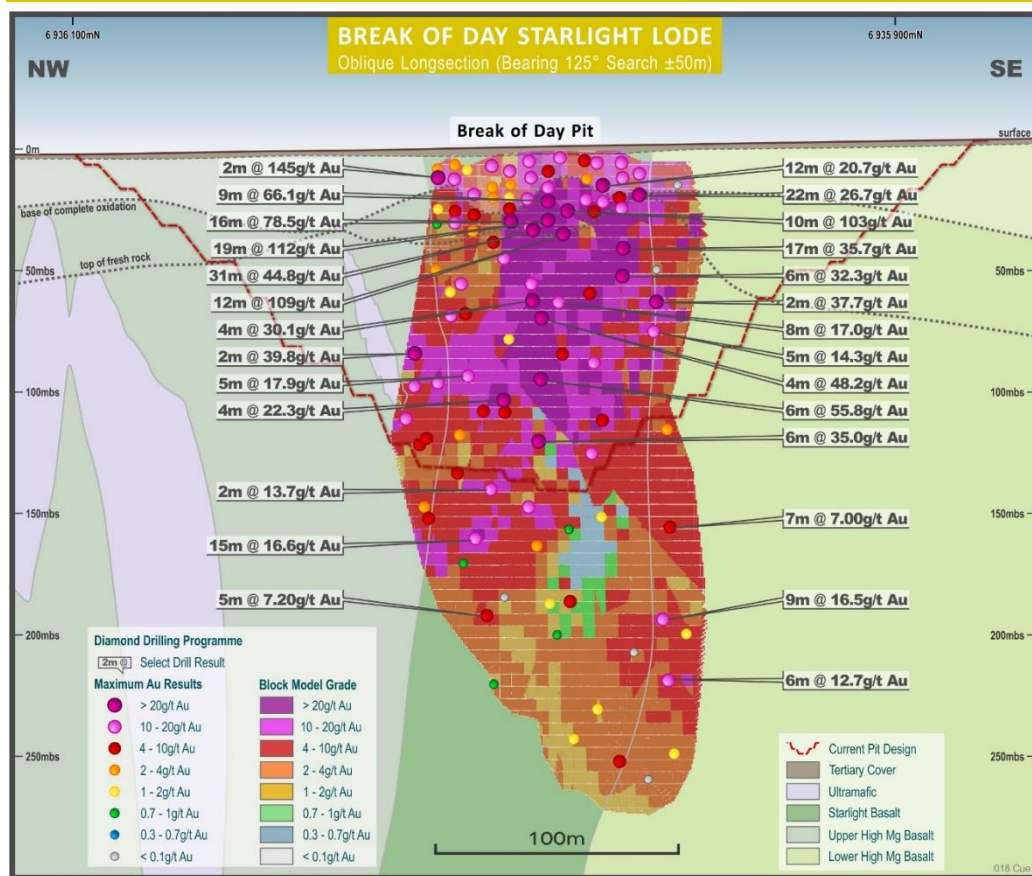 6 936 100mN
6 935 900mN
BREAK OF DAY STARLIGHT LODE
Oblique Longsection (Bearing 125° Search ±50m)
NW
SE
Break of Day Pit
0m
surface
2m @ 145g/t Au
12m @ 20.7g/t Au
9m @ 66.1g/t Au
22m @ 26.7g/t Au
base of complete oxidation
16m @ 78.5g/t Au
10m @ 103g/t Au
19m @ 112g/t Au
17m @ 35.7g/t Au
top of fresh rock
50mbs
31m @ 44.8g/t Au
6m @ 32.3g/t Au
50mbs
12m @ 109g/t Au
2m @ 37.7g/t Au
4m @ 30.1g/t Au
8m @ 17.0g/t Au
2m @ 39.8g/t Au
5m @ 14.3g/t Au
5m @ 17.9g/t Au
4m @ 48.2g/t Au
100mbs
100mbs
4m @ 22.3g/t Au
6m @ 55.8g/t Au
6m @ 35.0g/t Au
2m @ 13.7g/t Au
150mbs
7m @ 7.00g/t Au
150mbs
15m @ 16.6g/t Au
5m @ 7.20g/t Au
9m @ 16.5g/t Au
200mbs
200mbs
6m @ 12.7g/t Au
250mbs
250mbs
Diamond Drilling Programme
2m @ Select Drill Result
Maximum Au Results
> 20g/t Au
10 - 20g/t Au
4 - 10g/t Au
2 - 4g/t Au
1 - 2g/t Au
0.7 - 1g/t Au
0.3 - 0.7g/t Au
< 0.1g/t Au
Block Model Grade
> 20g/t Au
10 - 20g/t Au
4 - 10g/t Au
2 - 4g/t Au
1 - 2g/t Au
0.7 - 1g/t Au
0.3 - 0.7g/t Au
< 0.1g/t Au
100m
Current Pit Design
Tertiary Cover
Ultramafic
Starlight Basalt
Upper High Mg Basalt
Lower High Mg Basalt
018 Cue